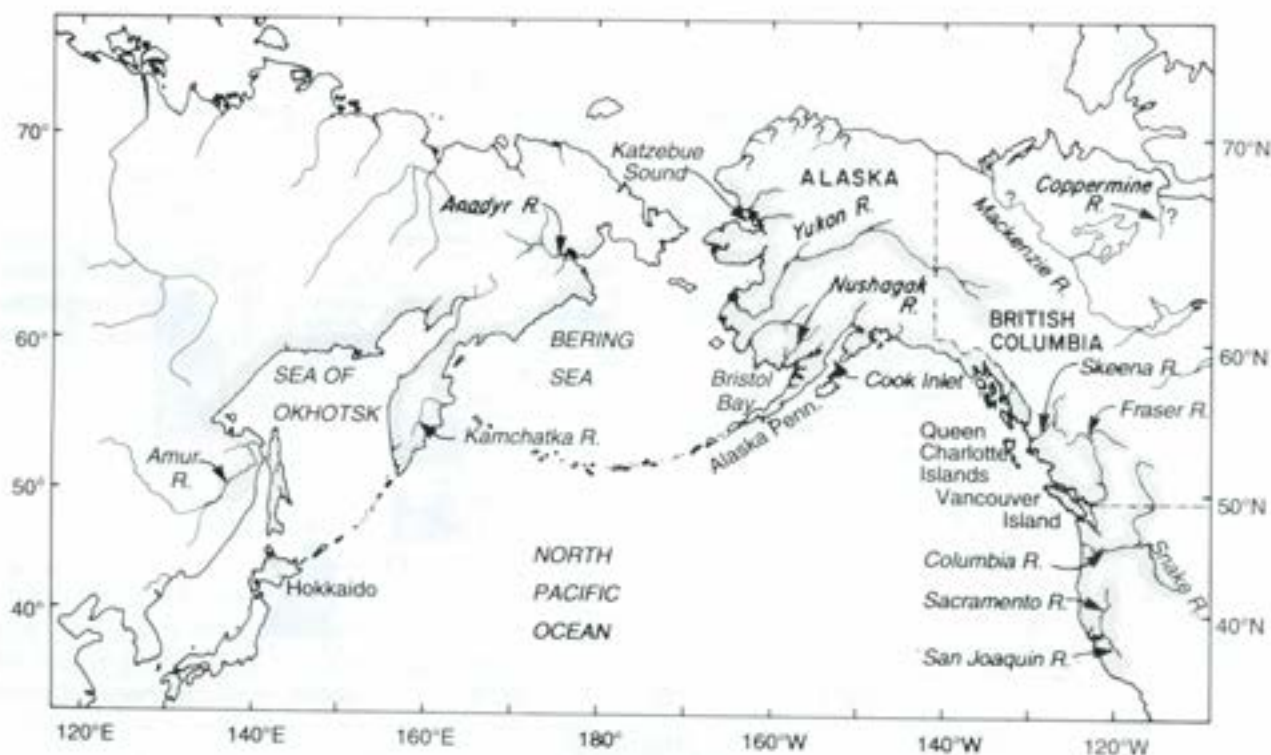 70°
60°
50°
40°
70°N
60°N
50°N
40°N
120°E
140°E
160°E
180°
160°W
140°W
120°W
Katzebue
Sound
ALASKA
Yukon R.
Anadyr R.
Coppermine
R.
?
Mackenzie R.
Nushagak
R.
BRITISH
COLUMBIA
BERING
SEA
SEA OF
OKHOTSK
Bristol
Bay
Cook Inlet
Skeena R.
Fraser R.
Kamchatka R.
Alaska Penn.
Amur
R.
Queen
Charlotte
Islands
Vancouver
Island
Hokkaido
NORTH
PACIFIC
OCEAN
Columbia R.
Snake R.
Sacramento R.
San Joaquin R.